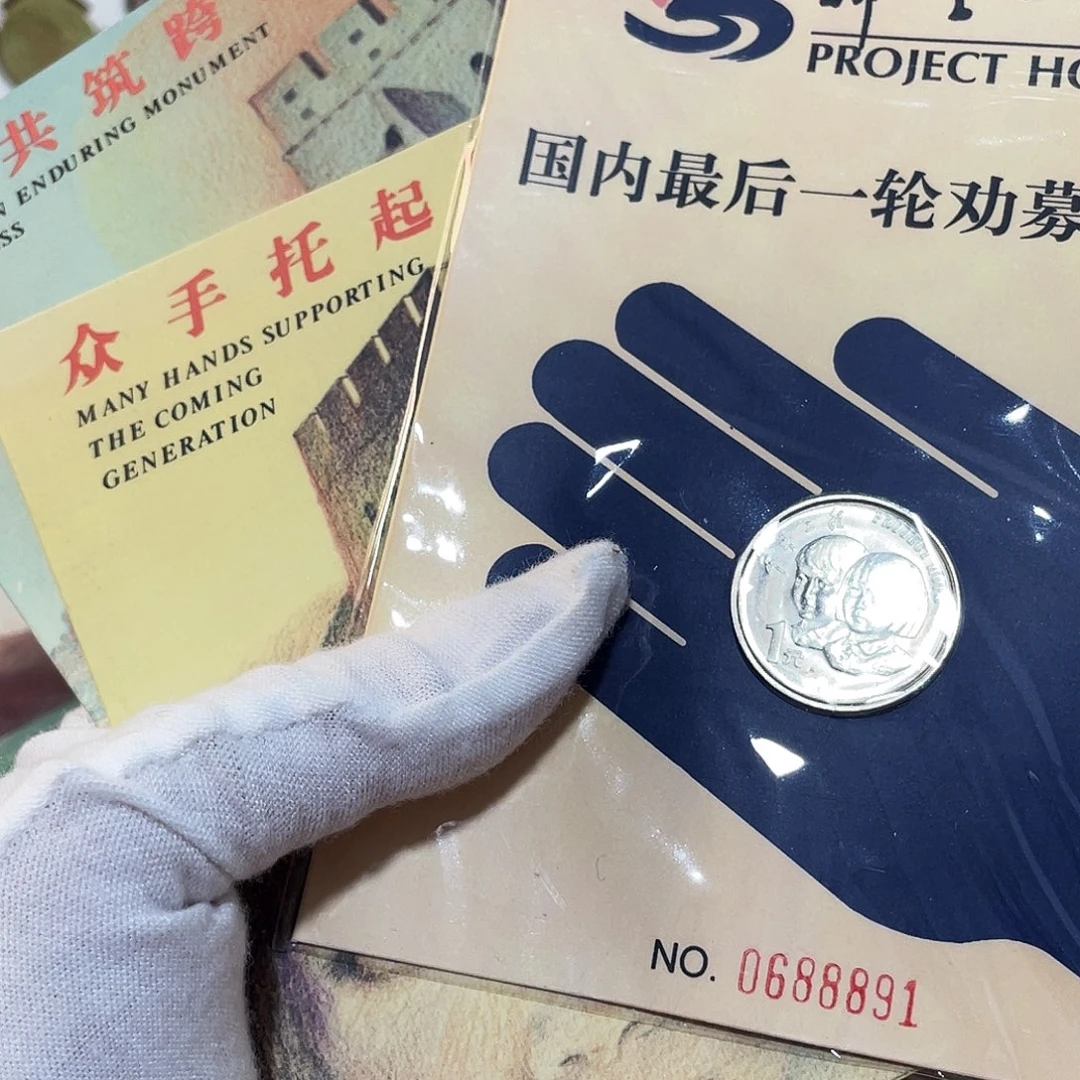 共筑跨
N ENDURING MONUMENT
SS
众手托起
MANY HANDS SUPPORTING
THE COMING
GENERATION
PROJECT HO
国内最后一轮劝募
1元
NO. 0688891